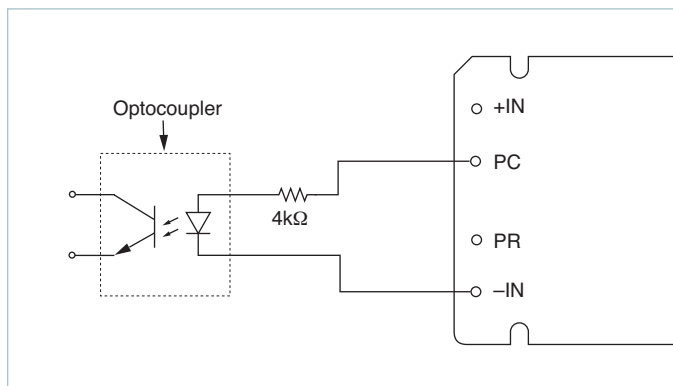 Optocoupler
+IN
PC
4kΩ
PR
–IN